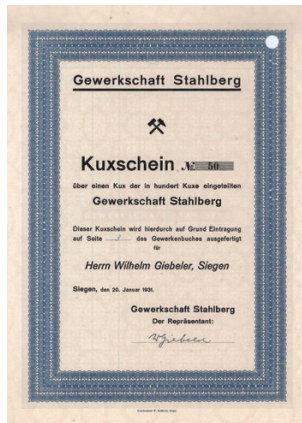 Gewerkschaft Stahlberg
Kuxschein № 50
über einen Kux der in hundert Kuxe eingeteilten
Gewerkschaft Stahlberg
Dieser Kuxschein wird hierdurch auf Grund Eintragung
auf Seite des Gewerkenbuches ausgefertigt
für
Herrn Wilhelm Giebeler, Siegen
Siegen, den 20. Januar 1931.
Gewerkschaft Stahlberg
Der Repräsentant:
WGiebeler